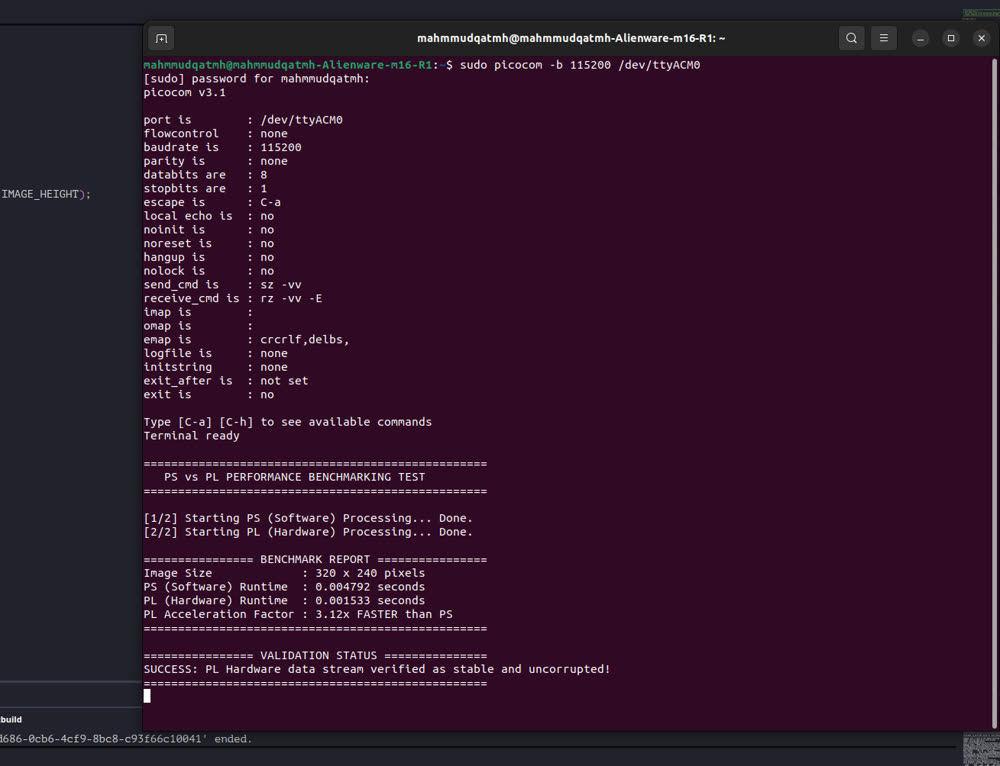 mahmmudqatmh@mahmmudqatmh-Alienware-m16-R1: ~
mahmmudqatmh@mahmmudqatmh-Alienware-m16-R1:~$ sudo picocom -b 115200 /dev/ttyACM0
[sudo] password for mahmmudqatmh:
picocom v3.1
port is        : /dev/ttyACM0
flowcontrol    : none
baudrate is    : 115200
parity is      : none
databits are   : 8
stopbits are   : 1
escape is      : C-a
local echo is  : no
noinit is      : no
noreset is     : no
hangup is      : no
nolock is      : no
send_cmd is    : sz -vv
receive_cmd is : rz -vv -E
imap is        :
omap is        :
emap is        : crcrlf,delbs,
logfile is     : none
initstring     : none
exit_after is  : not set
exit is        : no
Type [C-a] [C-h] to see available commands
Terminal ready
==================================================
PS vs PL PERFORMANCE BENCHMARKING TEST
==================================================
[1/2] Starting PS (Software) Processing... Done.
[2/2] Starting PL (Hardware) Processing... Done.
================ BENCHMARK REPORT ================
Image Size             : 320 x 240 pixels
PS (Software) Runtime  : 0.004792 seconds
PL (Hardware) Runtime  : 0.001533 seconds
PL Acceleration Factor : 3.12x FASTER than PS
==================================================
================ VALIDATION STATUS ===============
SUCCESS: PL Hardware data stream verified as stable and uncorrupted!
==================================================
IMAGE_HEIGHT);
build
d686-0cb6-4cf9-8bc8-c93f66c10041' ended.